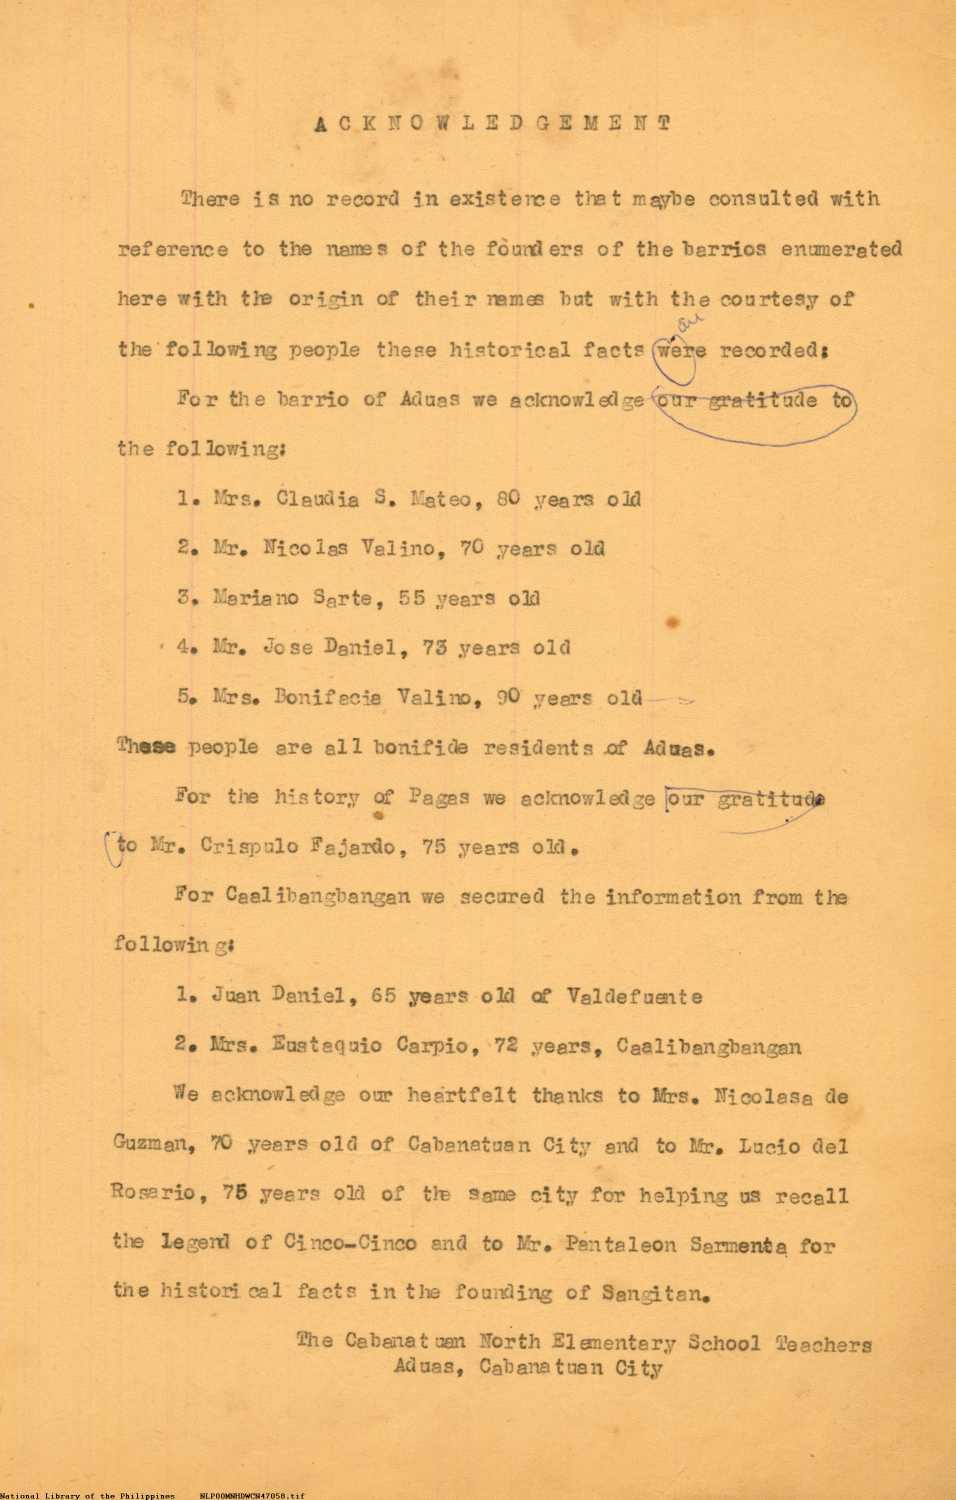 ACKNOWLEDGEMENT
There is no record in existence that maybe consulted with
reference to the names of the founders of the barrios enumerated
here with the origin of their names but with the courtesy of
are
the following people these historical facts were recorded:
For the barrio of Aduas we acknowledge our gratitude to
the following:
1. Mrs. Claudia S. Mateo, 80 years old
2. Mr. Nicolas Valino, 70 years old
3. Mariano Sarte, 55 years old
4. Mr. Jose Daniel, 73 years old
5. Mrs. Bonifacia Valino, 90 years old
These people are all bonifide residents of Aduas.
For the history of Pagas we acknowledge our gratitude
to Mr. Crispulo Fajardo, 75 years old.
For Caalibangbangan we secured the information from the
following:
1. Juan Daniel, 65 years old of Valdefuente
2. Mrs. Eustaquio Carpio, 72 years, Caalibangbangan
We acknowledge our heartfelt thanks to Mrs. Nicolasa de
Guzman, 70 years old of Cabanatuan City and to Mr. Lucio del
Rosario, 75 years old of the same city for helping us recall
the legend of Cinco-Cinco and to Mr. Pantaleon Sarmenta for
the historical facts in the founding of Sangitan.
The Cabanatuan North Elementary School Teachers
Aduas, Cabanatuan City
National Library of the Philippines NLPOOMNHDWCN47058.tif